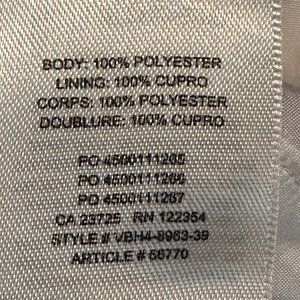 BODY: 100% POLYESTER
LINING: 100% CUPRO
CORPS: 100% POLYESTER
DOUBLURE: 100% CUPRO
PO 4500111265
PO 4500111266
PO 4500111267
CA 23725 RN 122354
STYLE # VBH4-8963-39
ARTICLE # 66770